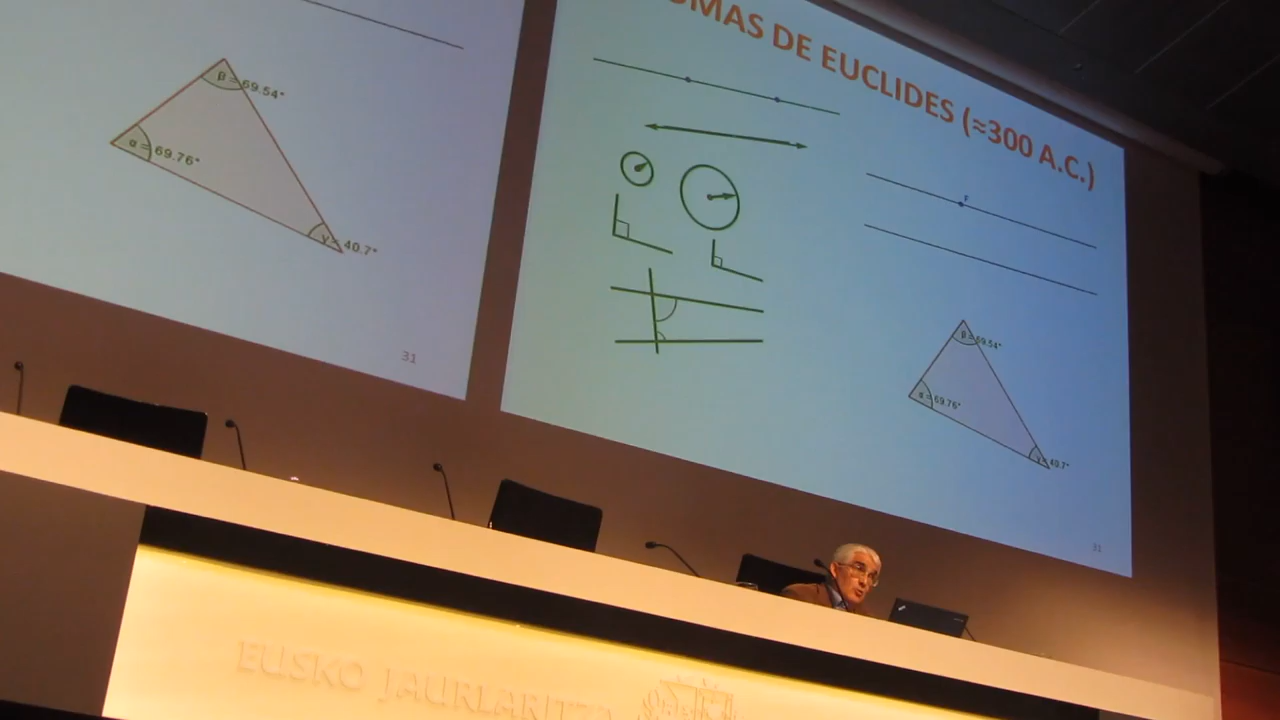 β = 69.54°
α = 69.76°
γ = 40.7°
31
DE EUCLIDES (≈300 A.C.)
β = 69.54°
α = 69.76°
γ = 40.7°
31
EUSKO JAURLARITZA